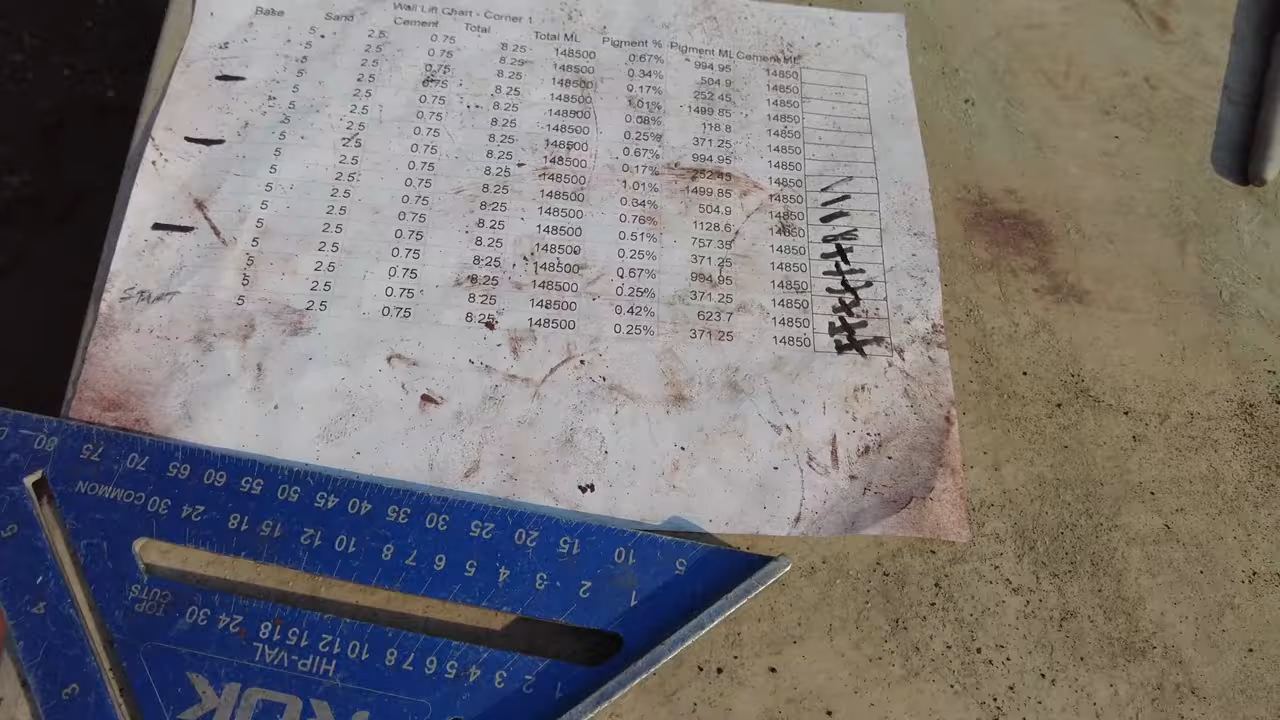 Wall Lift Chart - Corner 1
Bake Sand Cement Total Total ML Pigment % Pigment ML Cement ML
5 2.5 0.75 8.25 148500 0.67% 994.95 14850
5 2.5 0.75 8.25 148500 0.34% 504.9 14850
5 2.5 0.75 8.25 148500 0.17% 252.45 14850
5 2.5 0.75 8.25 148500 1.01% 1499.85 14850
5 2.5 0.75 8.25 148500 0.08% 118.8 14850
5 2.5 0.75 8.25 148500 0.25% 371.25 14850
5 2.5 0.75 8.25 148500 0.67% 994.95 14850
5 2.5 0.75 8.25 148500 0.17% 252.45 14850
5 2.5 0.75 8.25 148500 1.01% 1499.85 14850
5 2.5 0.75 8.25 148500 0.34% 504.9 14850
5 2.5 0.75 8.25 148500 0.76% 1128.6 14850
5 2.5 0.75 8.25 148500 0.51% 757.35 14850
5 2.5 0.75 8.25 148500 0.25% 371.25 14850
5 2.5 0.75 8.25 148500 0.67% 994.95 14850
5 2.5 0.75 8.25 148500 0.25% 371.25 14850
5 2.5 0.75 8.25 148500 0.42% 623.7 14850
START 5 2.5 0.75 8.25 148500 0.25% 371.25 14850
5 10 15 20 25 30 35 40 45 50 55 60 65 70 75 80
1 2 3 4 5 6 7 8 10 12 15 18 24 30 COMMON
TOP CUTS
1 2 3 4 5 6 7 8 10 12 15 18 24 30
HIP-VAL